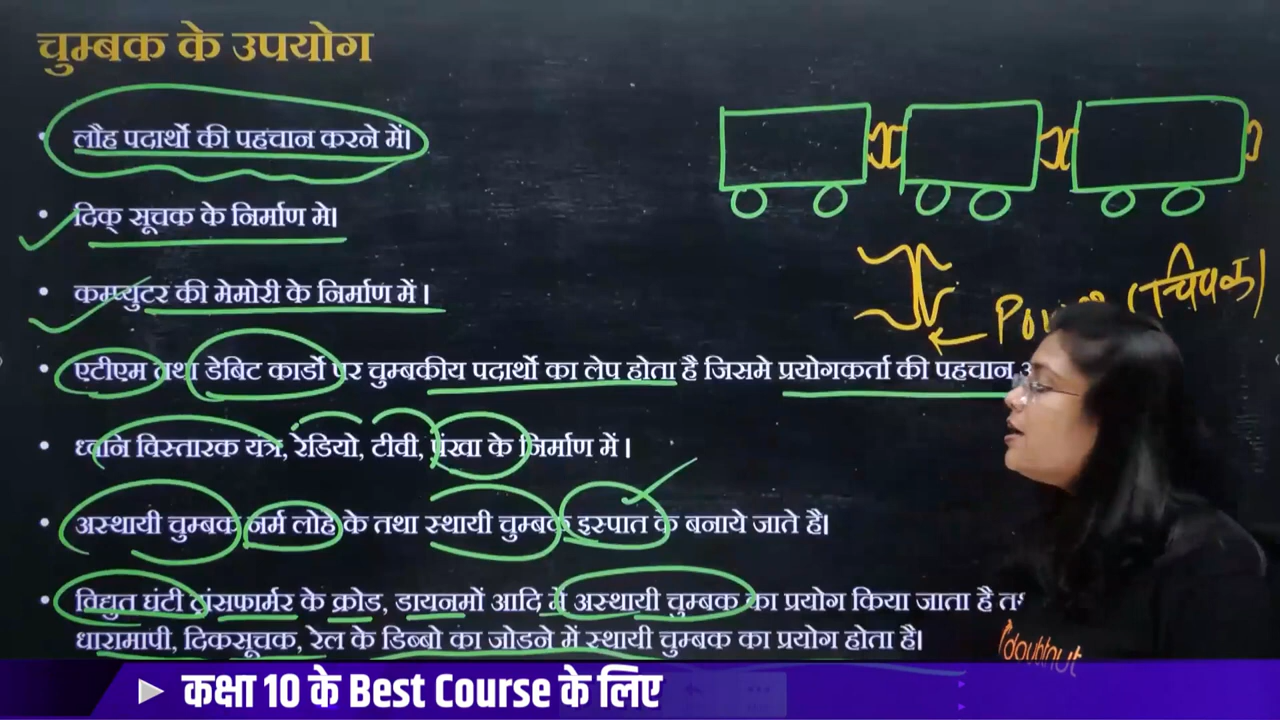 चुम्बक के उपयोग
• लौह पदार्थो की पहचान करने में।
• दिक् सूचक के निर्माण मे।
• कम्प्युटर की मेमोरी के निर्माण में ।
(चिपक)
• एटीएम तथा डेबिट कार्डो पर चुम्बकीय पदार्थो का लेप होता है जिसमे प्रयोगकर्ता की पहचान
• ध्वनि विस्तारक यत्र, रेडियो, टीवी, पंखा के निर्माण में ।
• अस्थायी चुम्बक नर्म लोहे के तथा स्थायी चुम्बक इस्पात के बनाये जाते है।
• विद्युत घंटी ट्रांसफार्मर के क्रोड, डायनमों आदि में अस्थायी चुम्बक का प्रयोग किया जाता है
धारामापी, दिकसूचक, रेल के डिब्बो का जोडने में स्थायी चुम्बक का प्रयोग होता है।
doubtnut
कक्षा 10 के Best Course के लिए